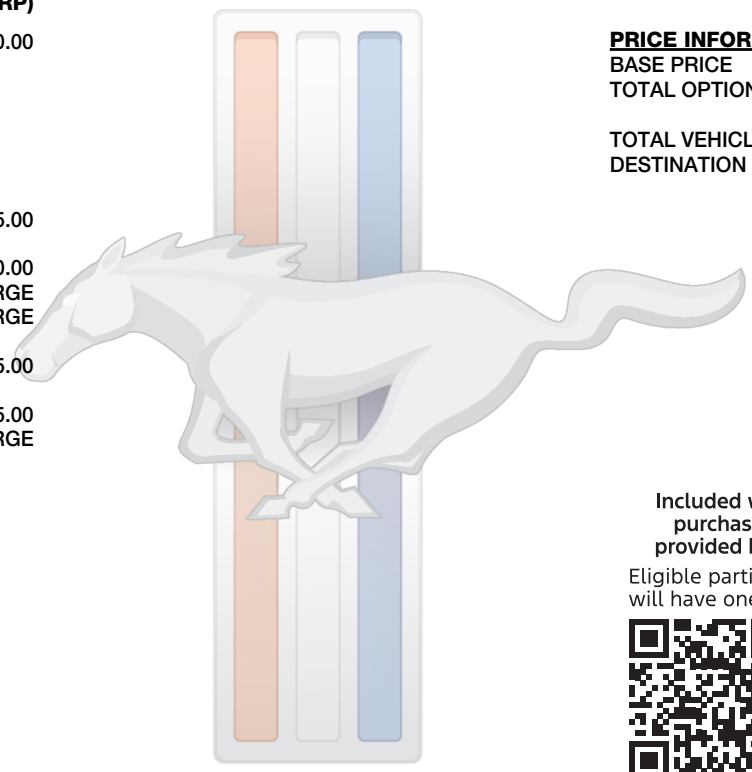 RP)
0.00
5.00
0.00
RGE
RGE
5.00
5.00
RGE
PRICE INFOR
BASE PRICE
TOTAL OPTION
TOTAL VEHICL
DESTINATION
Included
purchas
provided
Eligible parti
will have one